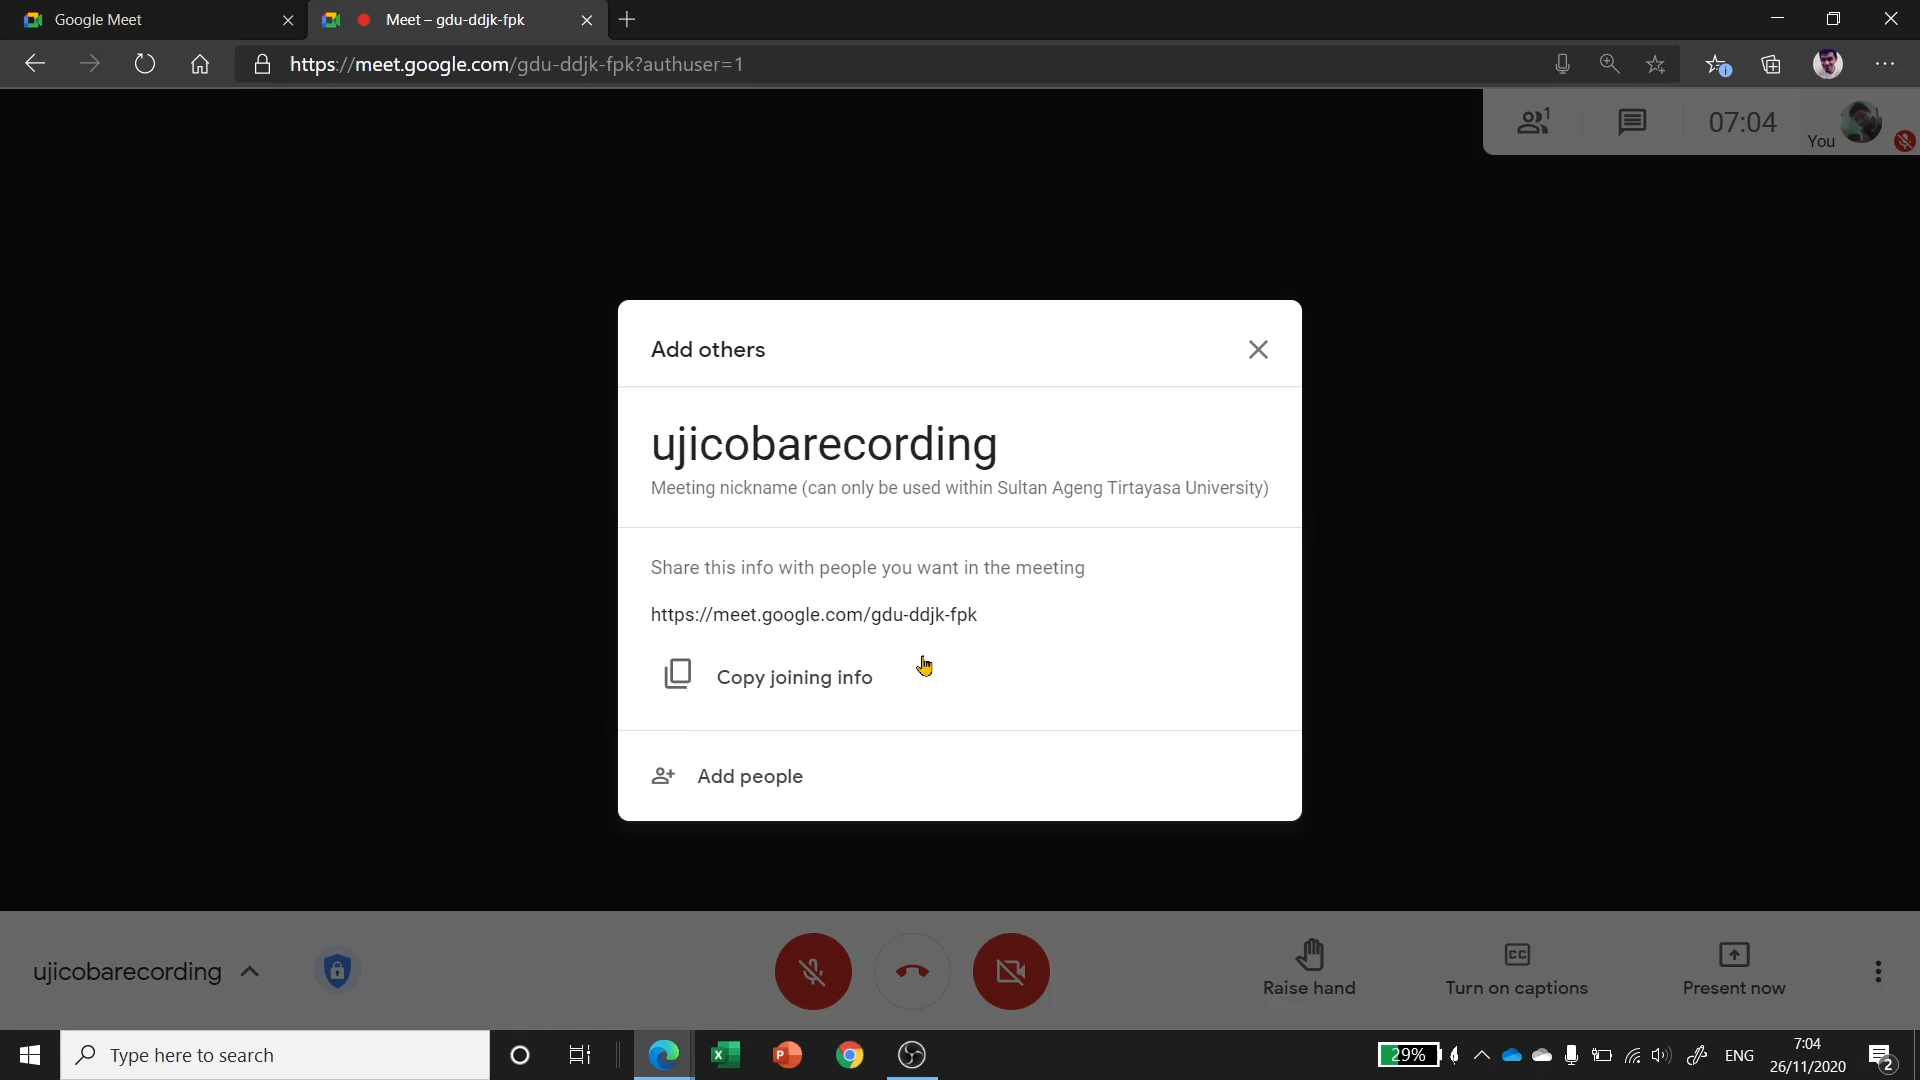 Google Meet
Meet – gdu-ddjk-fpk
https://meet.google.com/gdu-ddjk-fpk?authuser=1
1
07:04
You
Add others
ujicobarecording
Meeting nickname (can only be used within Sultan Ageng Tirtayasa University)
Share this info with people you want in the meeting
https://meet.google.com/gdu-ddjk-fpk
Copy joining info
Add people
ujicobarecording
CC
Raise hand
Turn on captions
Present now
Type here to search
29%
ENG
7:04
26/11/2020
2